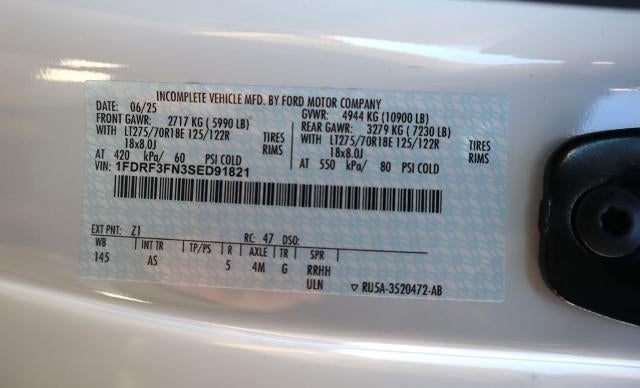 INCOMPLETE VEHICLE MFD. BY FORD MOTOR COMPANY
DATE: 06/25 GVWR: 4944 KG (10900 LB)
FRONT GAWR: 2717 KG (5990 LB) REAR GAWR: 3279 KG (7230 LB)
WITH LT275/70R18E 125/122R TIRES WITH LT275/70R18E 125/122R TIRES
18x8.0J RIMS 18x8.0J RIMS
AT 420 kPa/ 60 PSI COLD AT 550 kPa/ 80 PSI COLD
VIN: 1FDRF3FN3SED91821
EXT PNT: Z1 RC: 47 DSO:
WB INT TR TP/PS R AXLE TR SPR
145 AS 5 4M G RRHH
ULN ▽ RU5A-3520472-AB